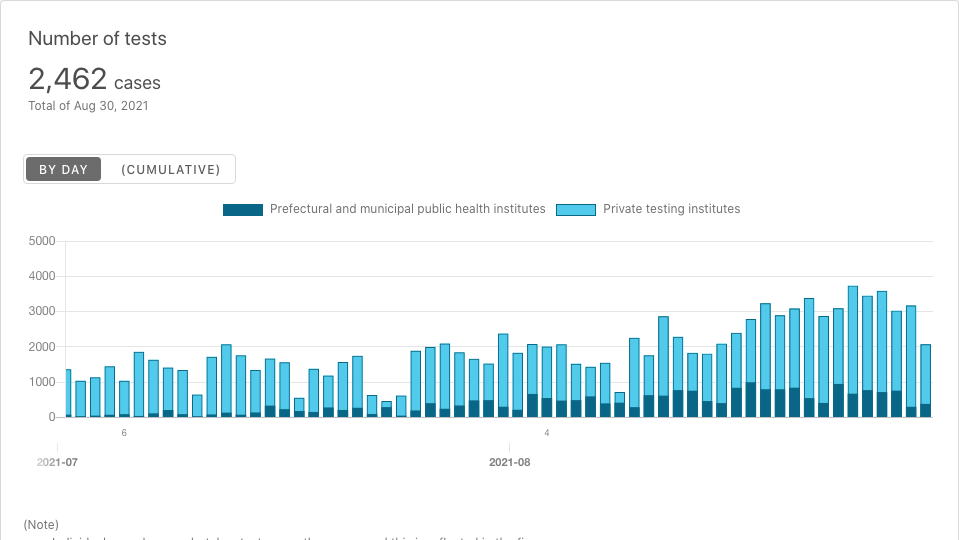 Number of tests
2,462 cases
Total of Aug 30, 2021
BY DAY (CUMULATIVE)
Prefectural and municipal public health institutes Private testing institutes
5000
4000
3000
2000
1000
0
6 4
2021-07 2021-08
(Note)